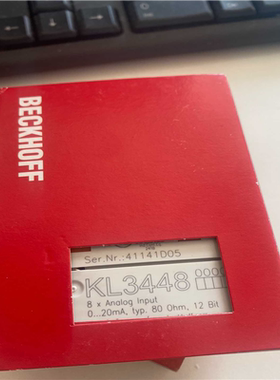 BECKHOFF
Ser.Nr.:41141D05
KL3448
8 x Analog Input
0...20mA, typ. 80 Ohm, 12 Bit